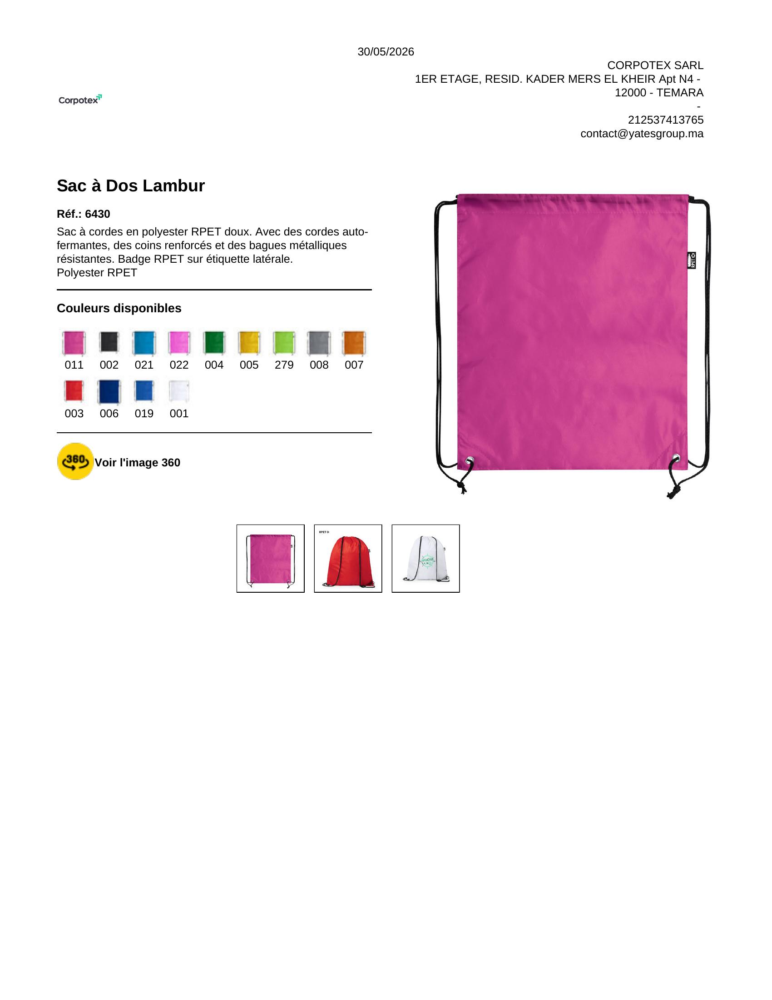 30/05/2026
CORPOTEX SARL
1ER ETAGE, RESID. KADER MERS EL KHEIR Apt N4 -
12000 - TEMARA
-
212537413765
contact@yatesgroup.ma
Corpotex
Sac à Dos Lambur
Réf.: 6430
Sac à cordes en polyester RPET doux. Avec des cordes auto-
fermantes, des coins renforcés et des bagues métalliques
résistantes. Badge RPET sur étiquette latérale.
Polyester RPET
Couleurs disponibles
011 002 021 022 004 005 279 008 007
003 006 019 001
360 Voir l'image 360
RPET
RPET